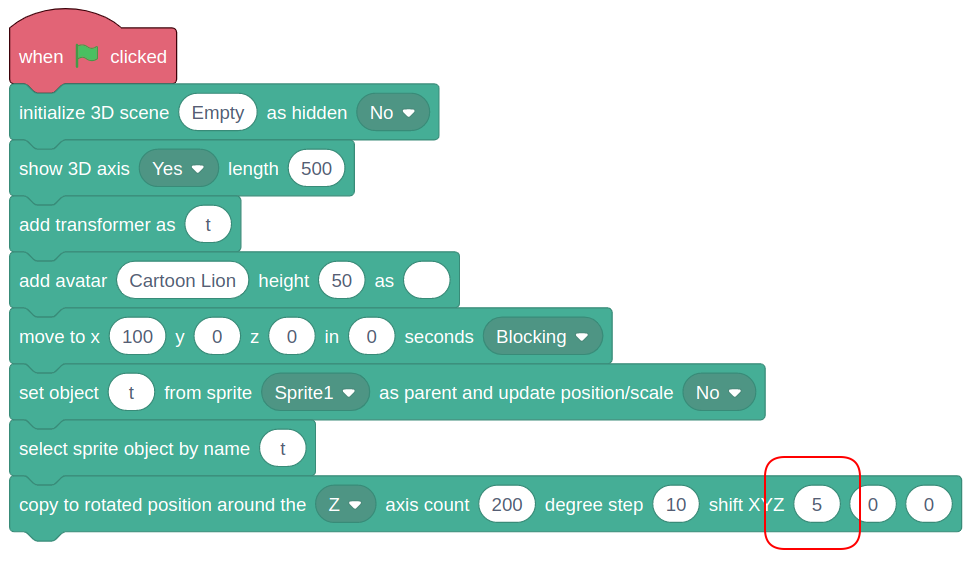 when clicked
initialize 3D scene Empty as hidden No
show 3D axis Yes length 500
add transformer as t
add avatar Cartoon Lion height 50 as
move to x 100 y 0 z 0 in 0 seconds Blocking
set object t from sprite Sprite1 as parent and update position/scale No
select sprite object by name t
copy to rotated position around the Z axis count 200 degree step 10 shift XYZ 5 0 0